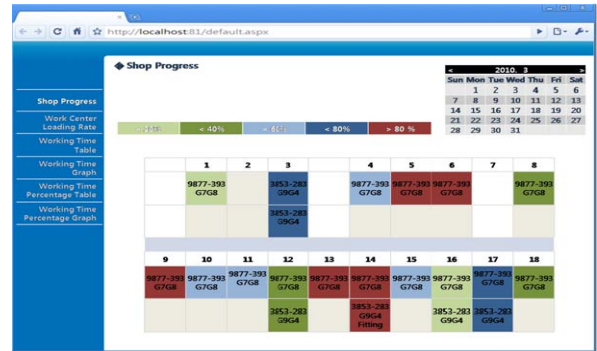 http://localhost:81/default.aspx
Shop Progress
< 2010. 3 >
Sun Mon Tue Wed Thu Fri Sat
1 2 3 4 5 6
7 8 9 10 11 12 13
14 15 16 17 18 19 20
21 22 23 24 25 26 27
28 29 30 31
Shop Progress
Work Center
Loading Rate
Working Time
Table
Working Time
Graph
Working Time
Percentage Table
Working Time
Percentage Graph
< 20% < 40% < 60% < 80% > 80 %
1 2 3 4 5 6 7 8
9877-393 3853-283 9877-393 9877-393 9877-393 9877-393
G7G8 G9G4 G7G8 G7G8 G7G8 G7G8
3853-283
G9G4
9 10 11 12 13 14 15 16 17 18
9877-393 9877-393 9877-393 9877-393 9877-393 9877-393 9877-393 9877-393 9877-393 9877-393
G7G8 G7G8 G7G8 G7G8 G7G8 G7G8 G7G8 G7G8 G7G8 G7G8
3853-283 3853-283 3853-283 3853-283
G9G4 G9G4 G9G4 G9G4
Fitting